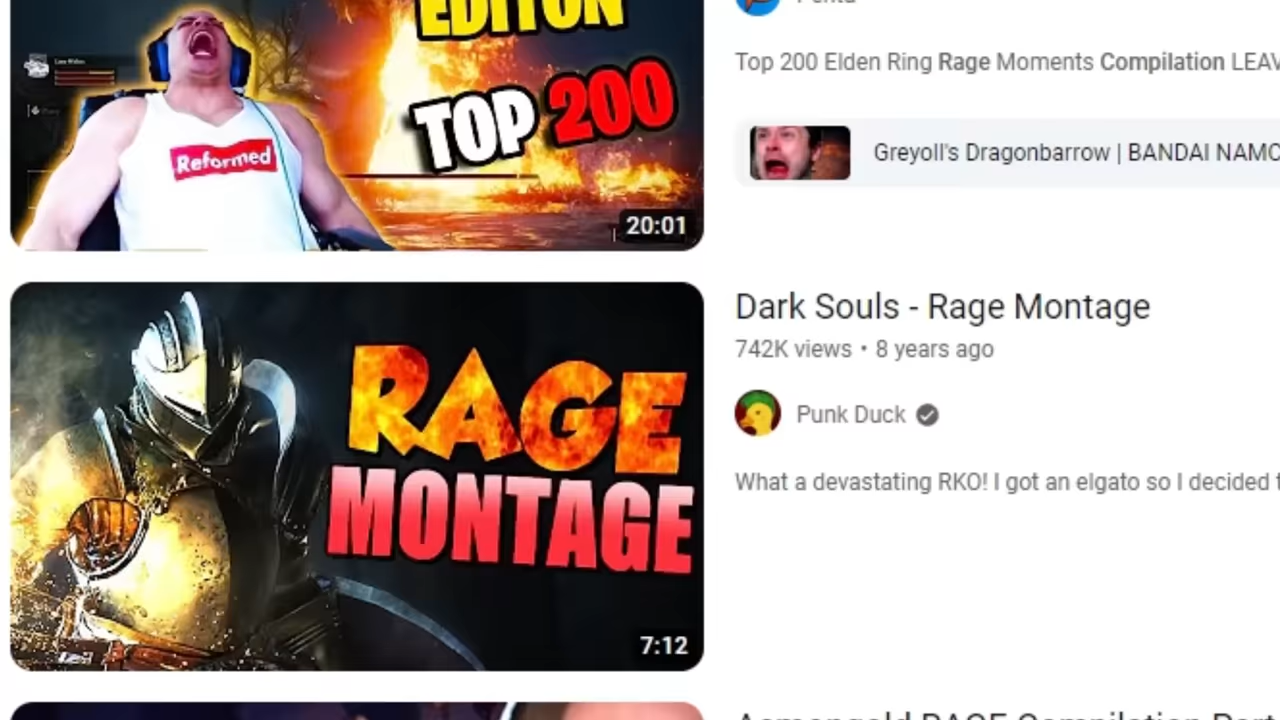 EDITON
TOP 200
Reformed
20:01
Top 200 Elden Ring Rage Moments Compilation LEAV
Greyoll's Dragonbarrow | BANDAI NAMC
RAGE
MONTAGE
7:12
Dark Souls - Rage Montage
742K views • 8 years ago
Punk Duck
What a devastating RKO! I got an elgato so I decided t